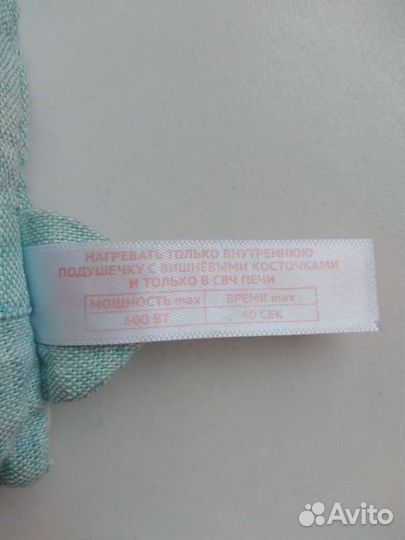 НАГРЕВАТЬ ТОЛЬКО ВНУТРЕННЮЮ
ПОДУШЕЧКУ С ВИШНЁВЫМИ КОСТОЧКАМИ
И ТОЛЬКО В СВЧ ПЕЧИ
МОЩНОСТЬ max ВРЕМЯ max
600 ВТ 40 СЕК
Avito